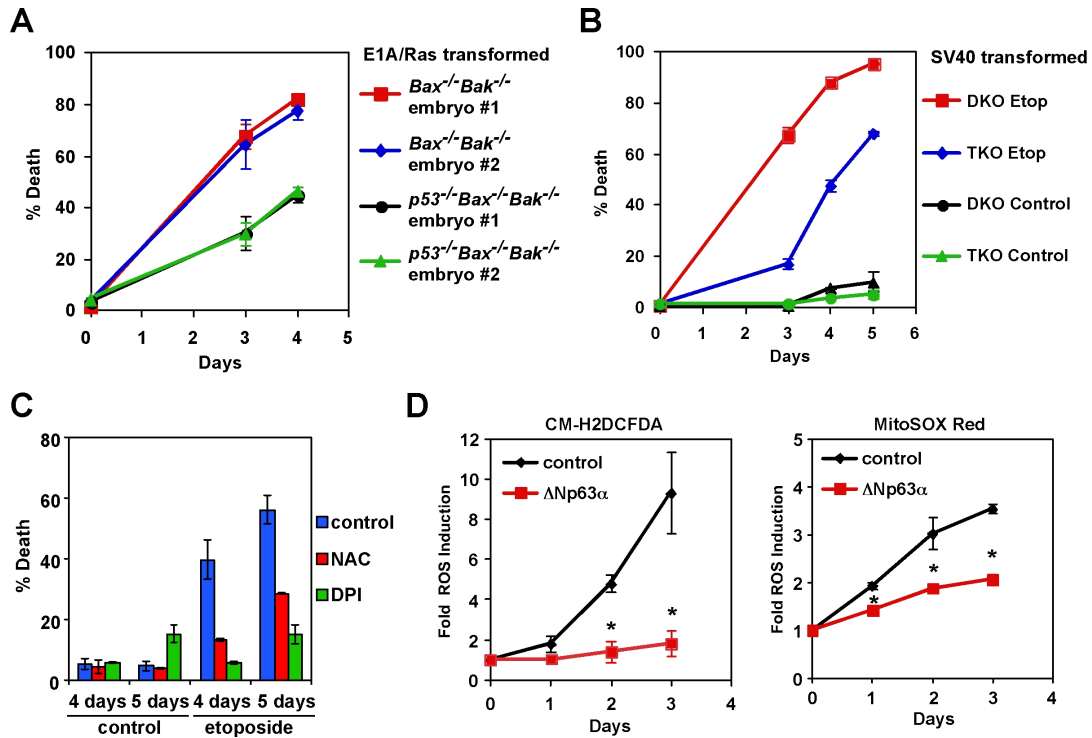 A
E1A/Ras transformed
100
80
60
40
20
0
% Death
0 1 2 3 4 5
Days
Bax-/-Bak-/-
embryo #1
Bax-/-Bak-/-
embryo #2
p53-/-Bax-/-Bak-/-
embryo #1
p53-/-Bax-/-Bak-/-
embryo #2
B
SV40 transformed
100
80
60
40
20
0
% Death
0 1 2 3 4 5 6
Days
DKO Etop
TKO Etop
DKO Control
TKO Control
C
80
60
40
20
0
% Death
control
NAC
DPI
4 days 5 days 4 days 5 days
control etoposide
D
CM-H2DCFDA
12
10
8
6
4
2
0
Fold ROS Induction
control
ΔNp63α
*
*
0 1 2 3 4
Days
MitoSOX Red
5
4
3
2
1
0
Fold ROS Induction
control
ΔNp63α
*
*
*
0 1 2 3 4
Days